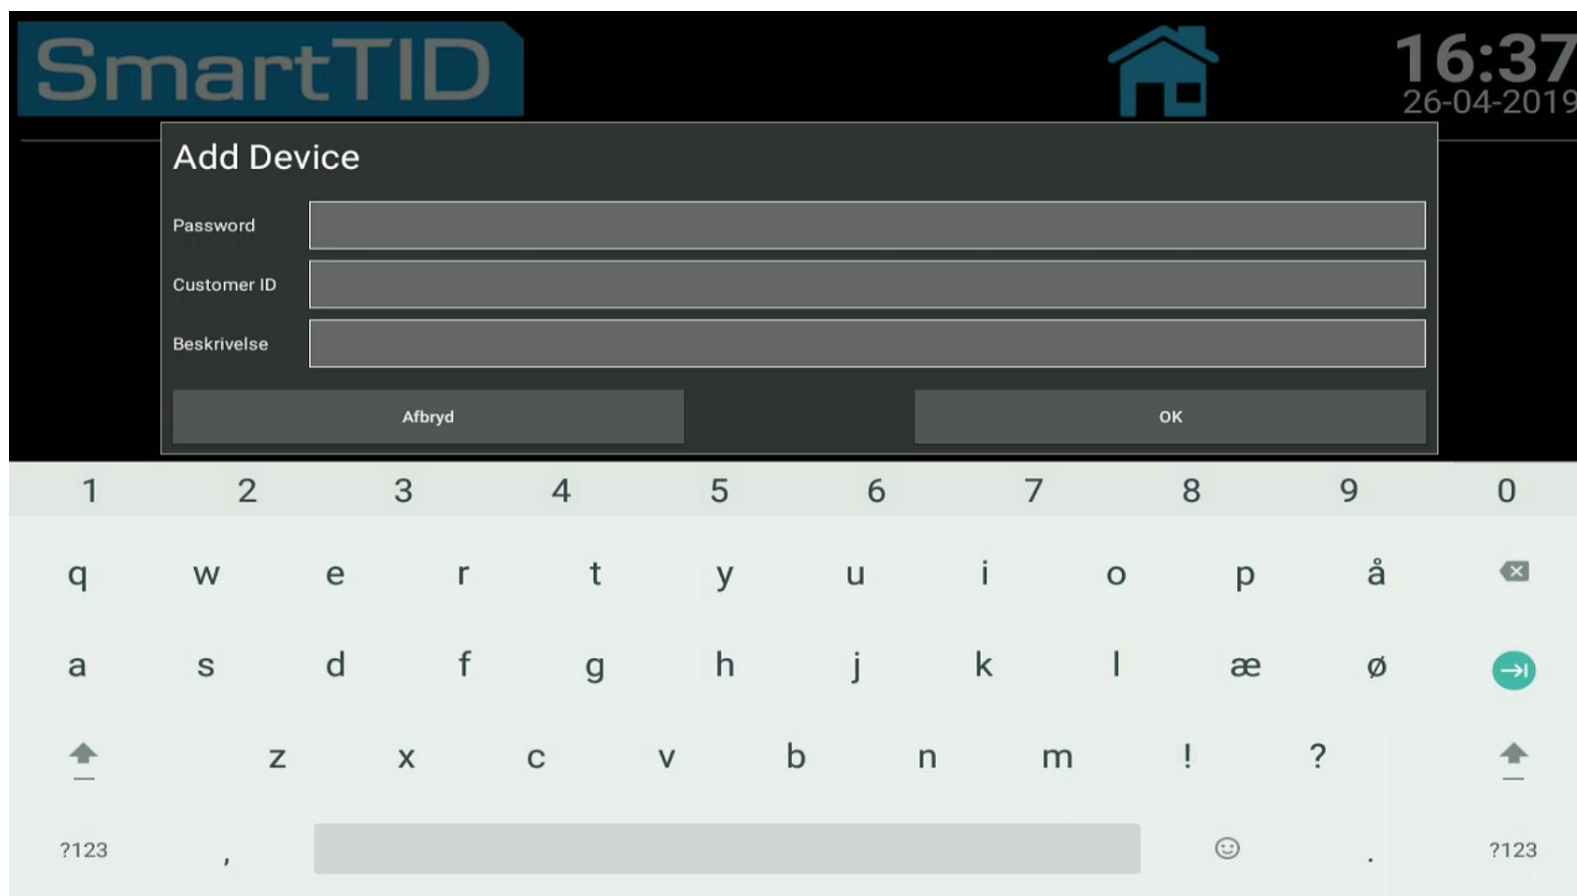 SmartTID
16:37
26-04-2019
Add Device
Password
Customer ID
Beskrivelse
Afbryd
OK
1 2 3 4 5 6 7 8 9 0
q w e r t y u i o p å
a s d f g h j k l æ ø
z x c v b n m ! ?
?123 , . ?123